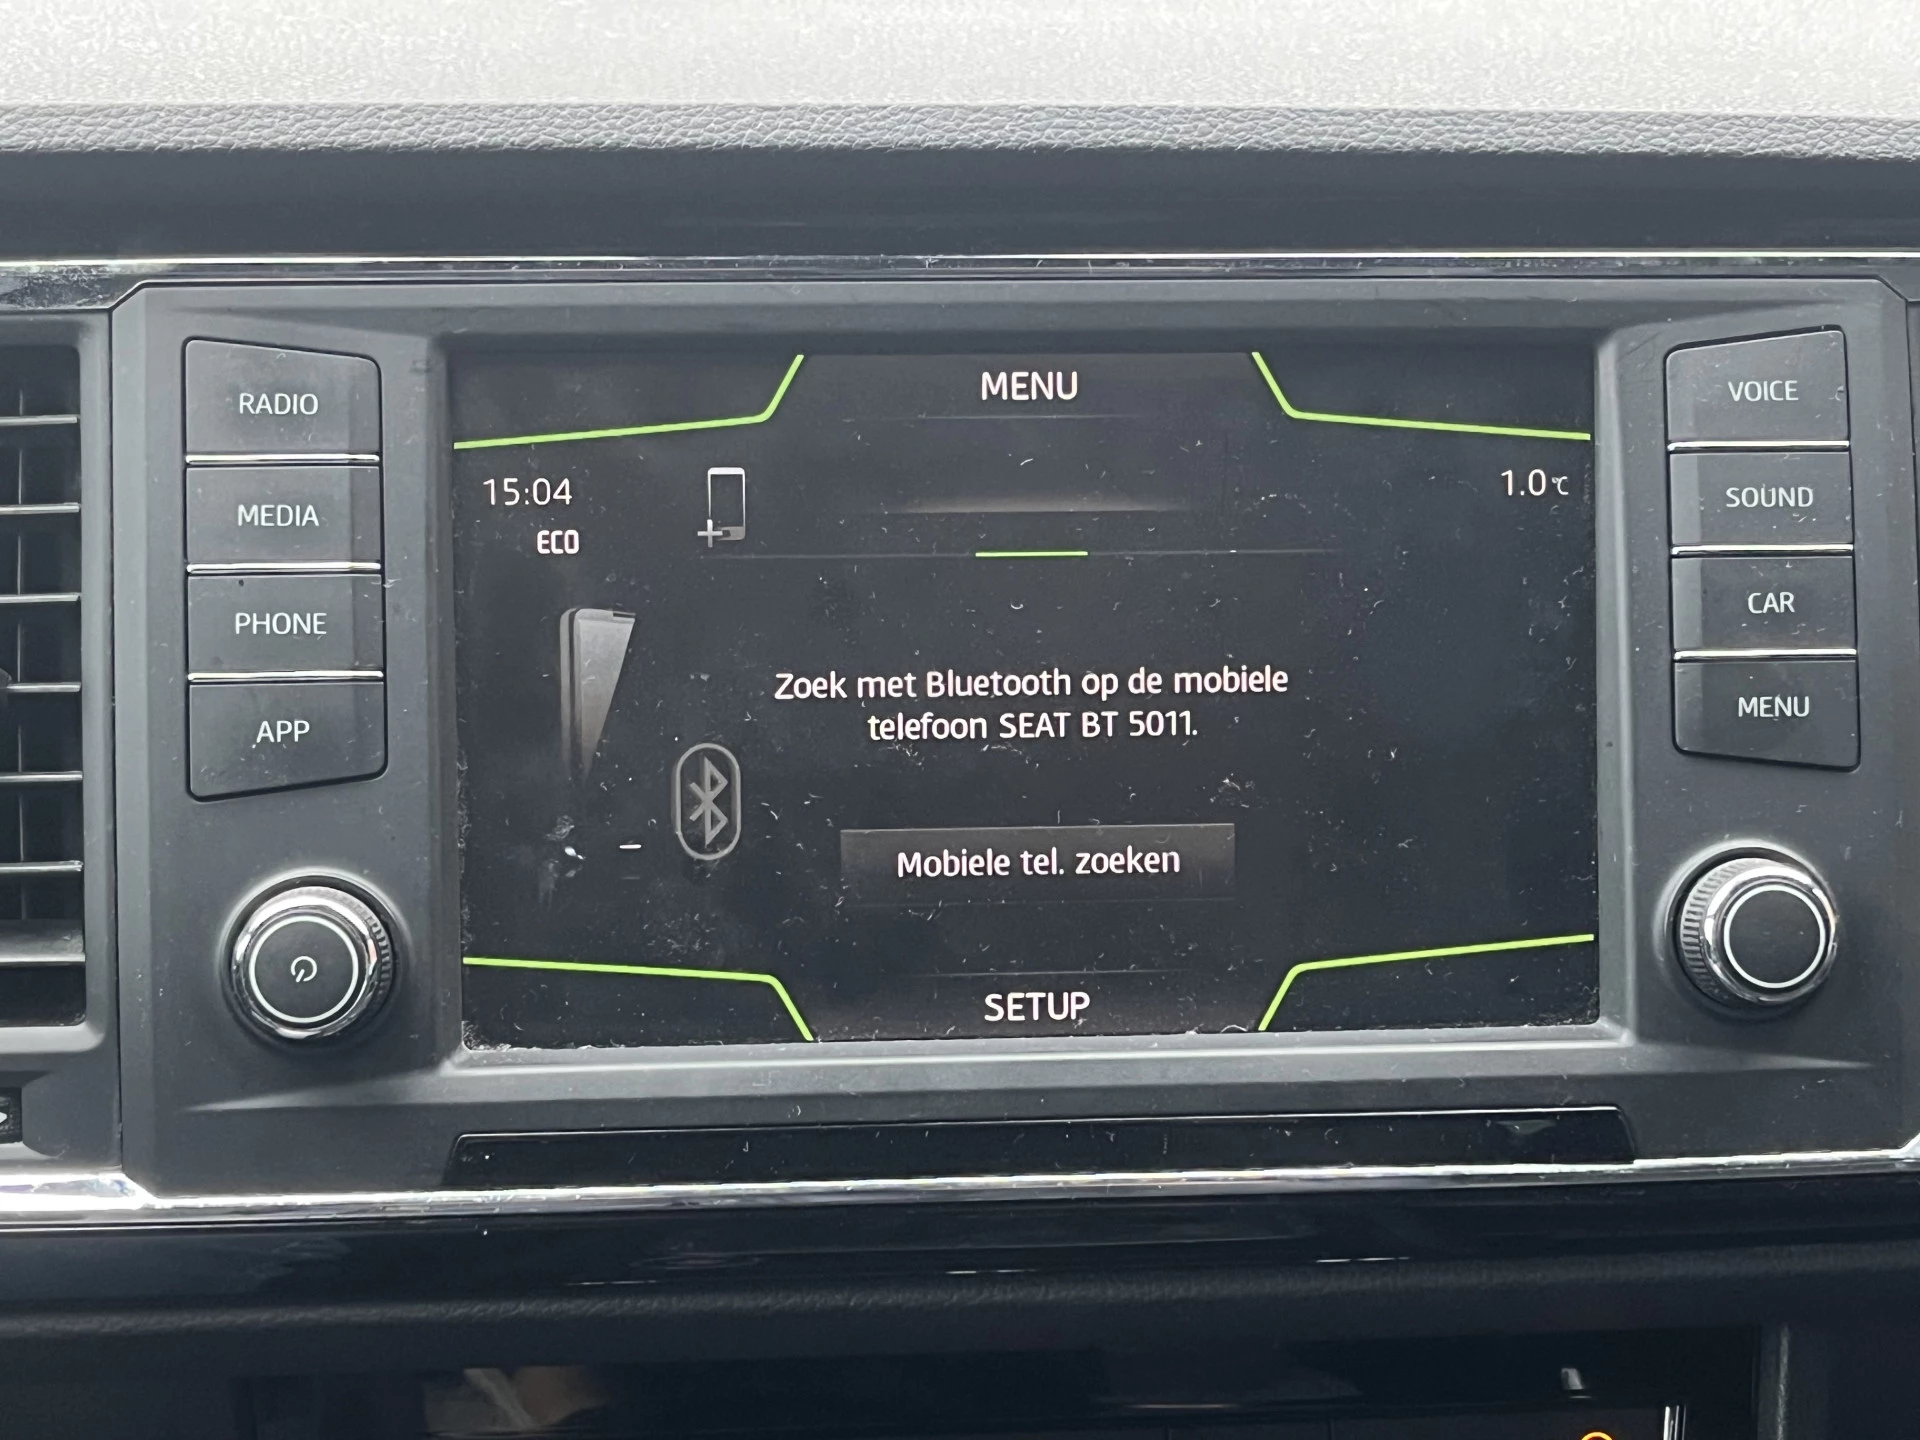 RADIO
MEDIA
PHONE
APP
MENU
15:04
ECO
1.0°C
Zoek met Bluetooth op de mobiele
telefoon SEAT BT 5011.
Mobiele tel. zoeken
SETUP
VOICE
SOUND
CAR
MENU